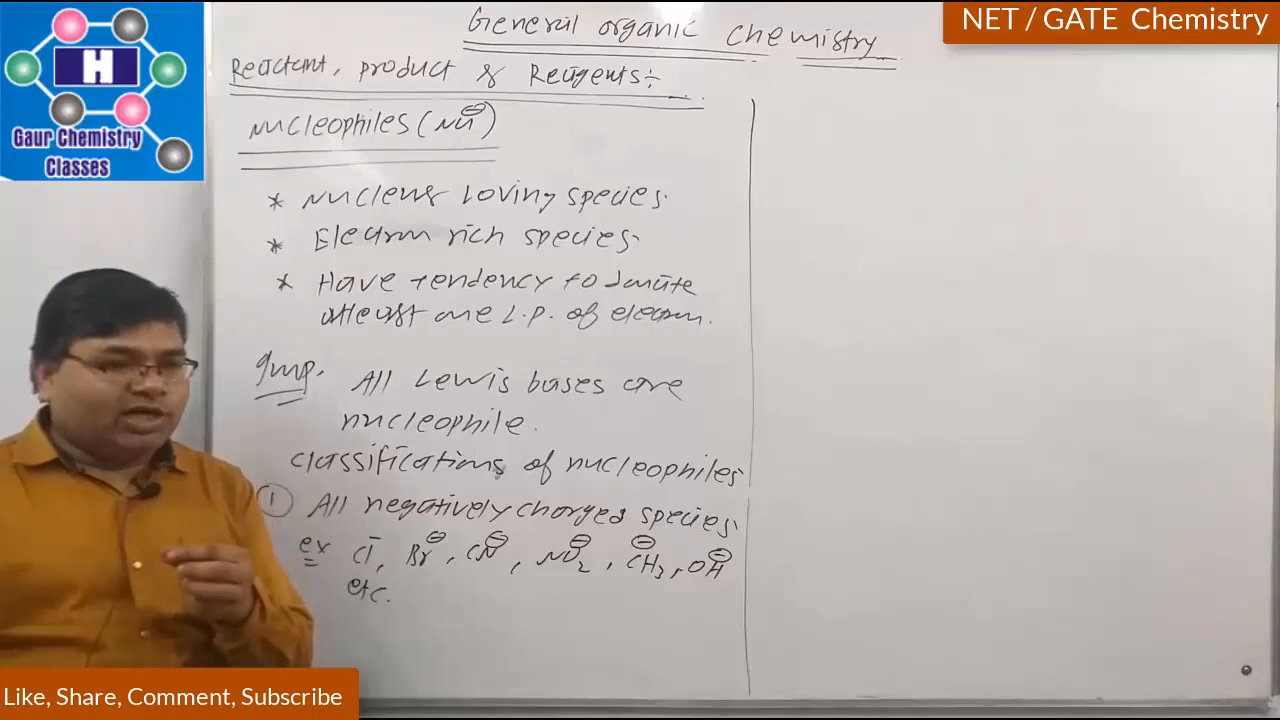 General organic chemistry
NET / GATE Chemistry
H
Gaur Chemistry
Classes
Reactant, product & Reagents:-
Nucleophiles (Nu⊖)
* Nucleus Loving species.
* Electron rich species.
* Have tendency to donate
atleast one L.P. of electron.
Imp. All Lewis bases are
nucleophile.
classifications of nucleophiles
① All negatively charged species.
ex Cl⁻, Br⊖, CN⊖, NO₂⊖, CH₃⊖, OH⊖
etc.
Like, Share, Comment, Subscribe